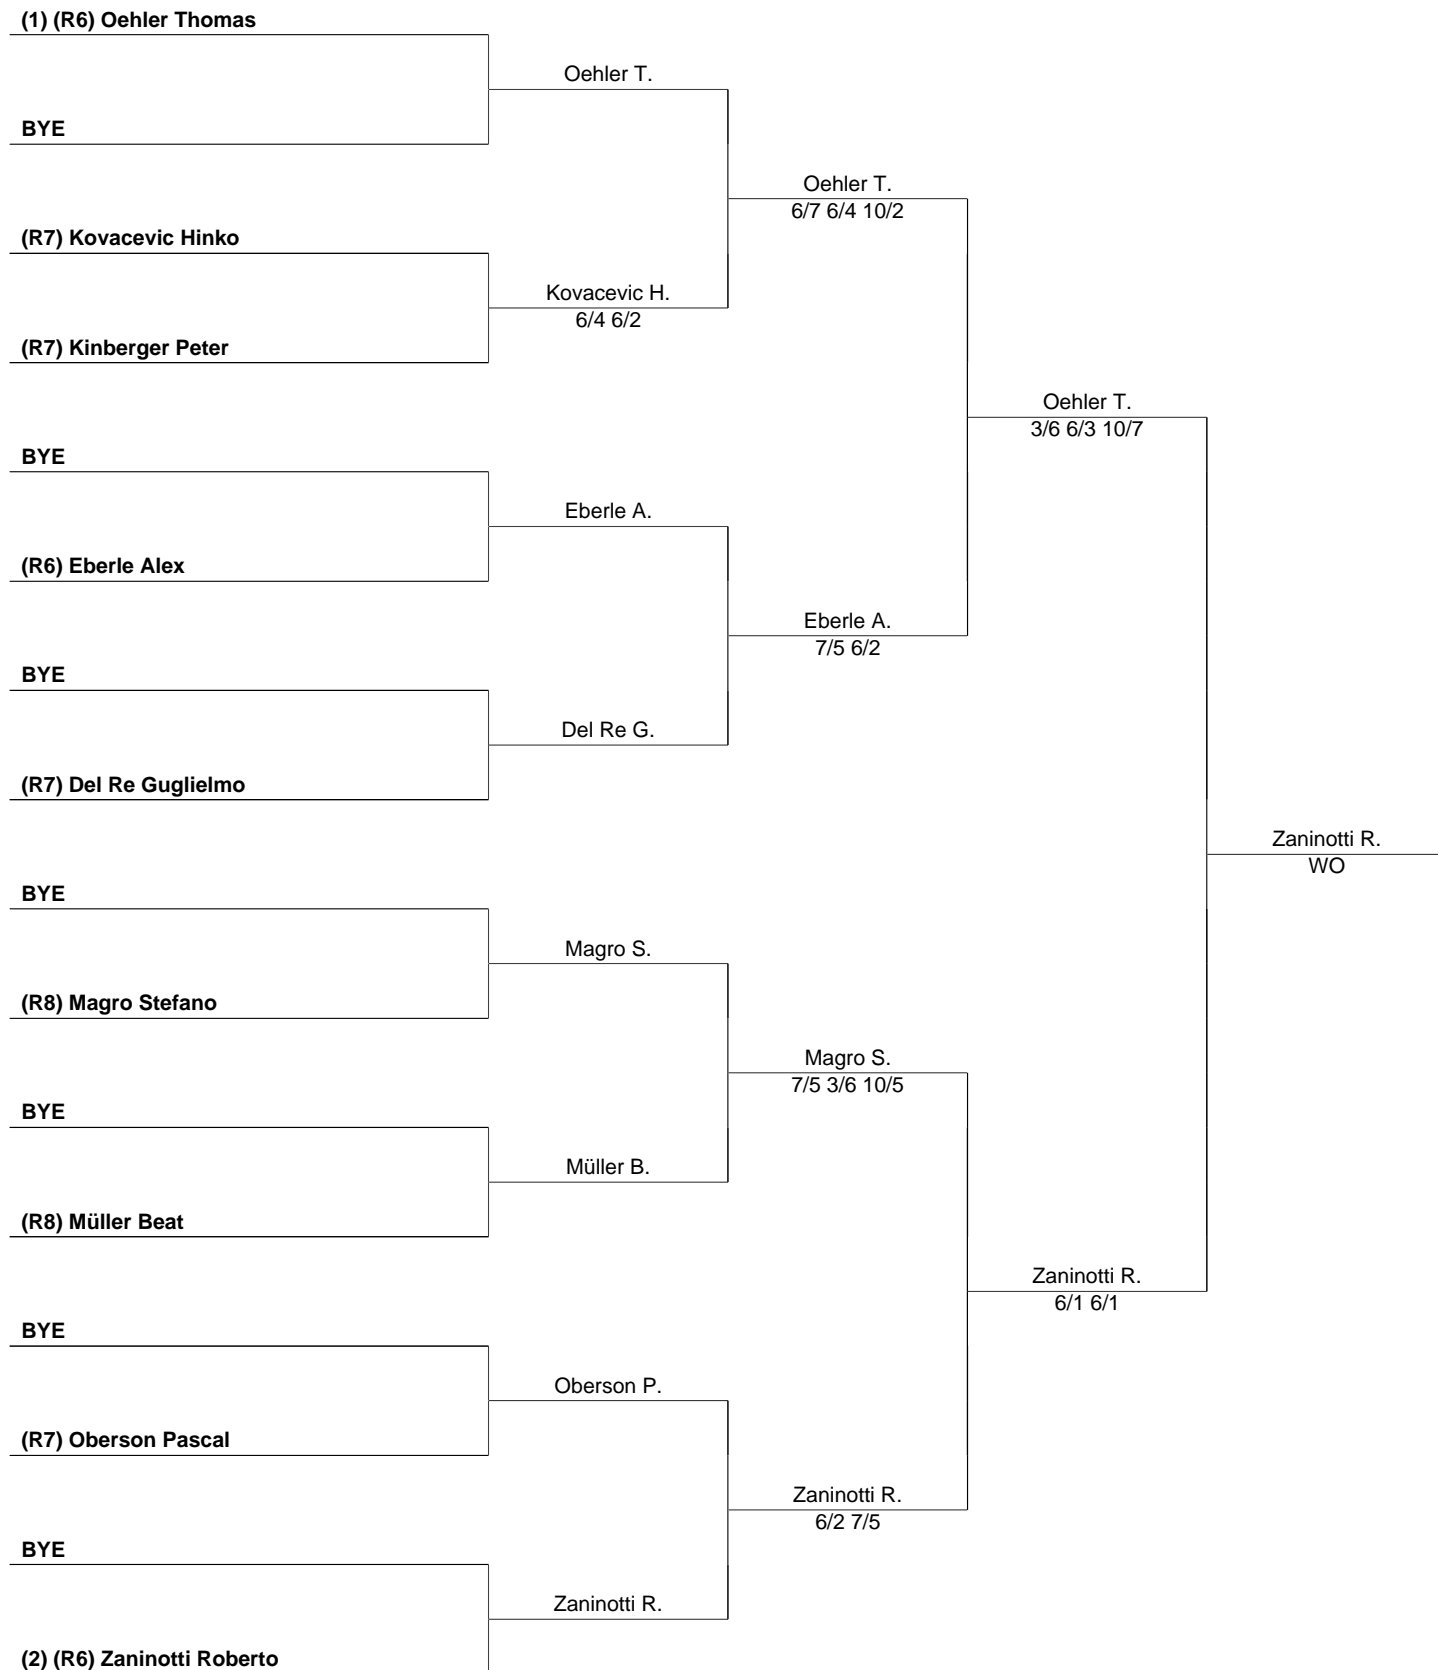 (1) (R6) Oehler Thomas
Oehler T.
BYE
Oehler T.
6/7 6/4 10/2
(R7) Kovacevic Hinko
Kovacevic H.
6/4 6/2
(R7) Kinberger Peter
Oehler T.
3/6 6/3 10/7
BYE
Eberle A.
(R6) Eberle Alex
Eberle A.
7/5 6/2
BYE
Del Re G.
(R7) Del Re Guglielmo
Zaninotti R.
WO
BYE
Magro S.
(R8) Magro Stefano
Magro S.
7/5 3/6 10/5
BYE
Müller B.
(R8) Müller Beat
Zaninotti R.
6/1 6/1
BYE
Oberson P.
(R7) Oberson Pascal
Zaninotti R.
6/2 7/5
BYE
Zaninotti R.
(2) (R6) Zaninotti Roberto